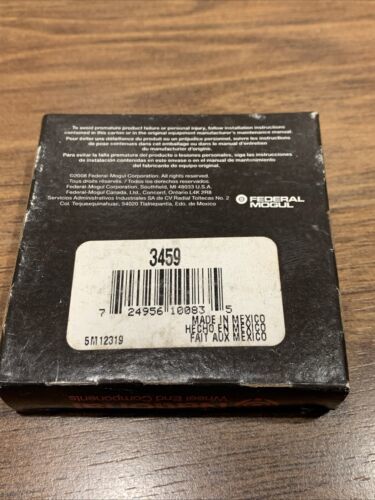 To avoid premature product failure or personal injury, follow installation instructions
contained in this carton or in the original equipment manufacturer's maintenance manual.
Pour éviter une défaillance du produit ou un préjudice personnel, suivre les instructions
de pose contenues dans cet emballage ou dans le manuel d'entretien
du manufacturier d'origine.
Para evitar la falla prematura del producto o lesiones personales, siga las instrucciones
de instalación contenidas en este envase o en el manual de mantenimiento
del fabricante de equipo original.
©2008 Federal Mogul Corporation. All rights reserved.
Tous droits réservés. / Todos los derechos reservados.
Federal-Mogul Corporation, Southfield, MI 48033 U.S.A.
Federal-Mogul Canada, Ltd., Concord, Ontario L4K 2R8
Servicios Administrativos Industriales SA de CV Radial Toltecas No. 2
Col. Tequexquinahuac, 54020 Tlalnepantla, Edo. de Mexico
FEDERAL
MOGUL
3459
7 24956 10083 5
5M12319
MADE IN MEXICO
HECHO EN MEXICO
FAIT AUX MEXICO
National
Wheel End Components